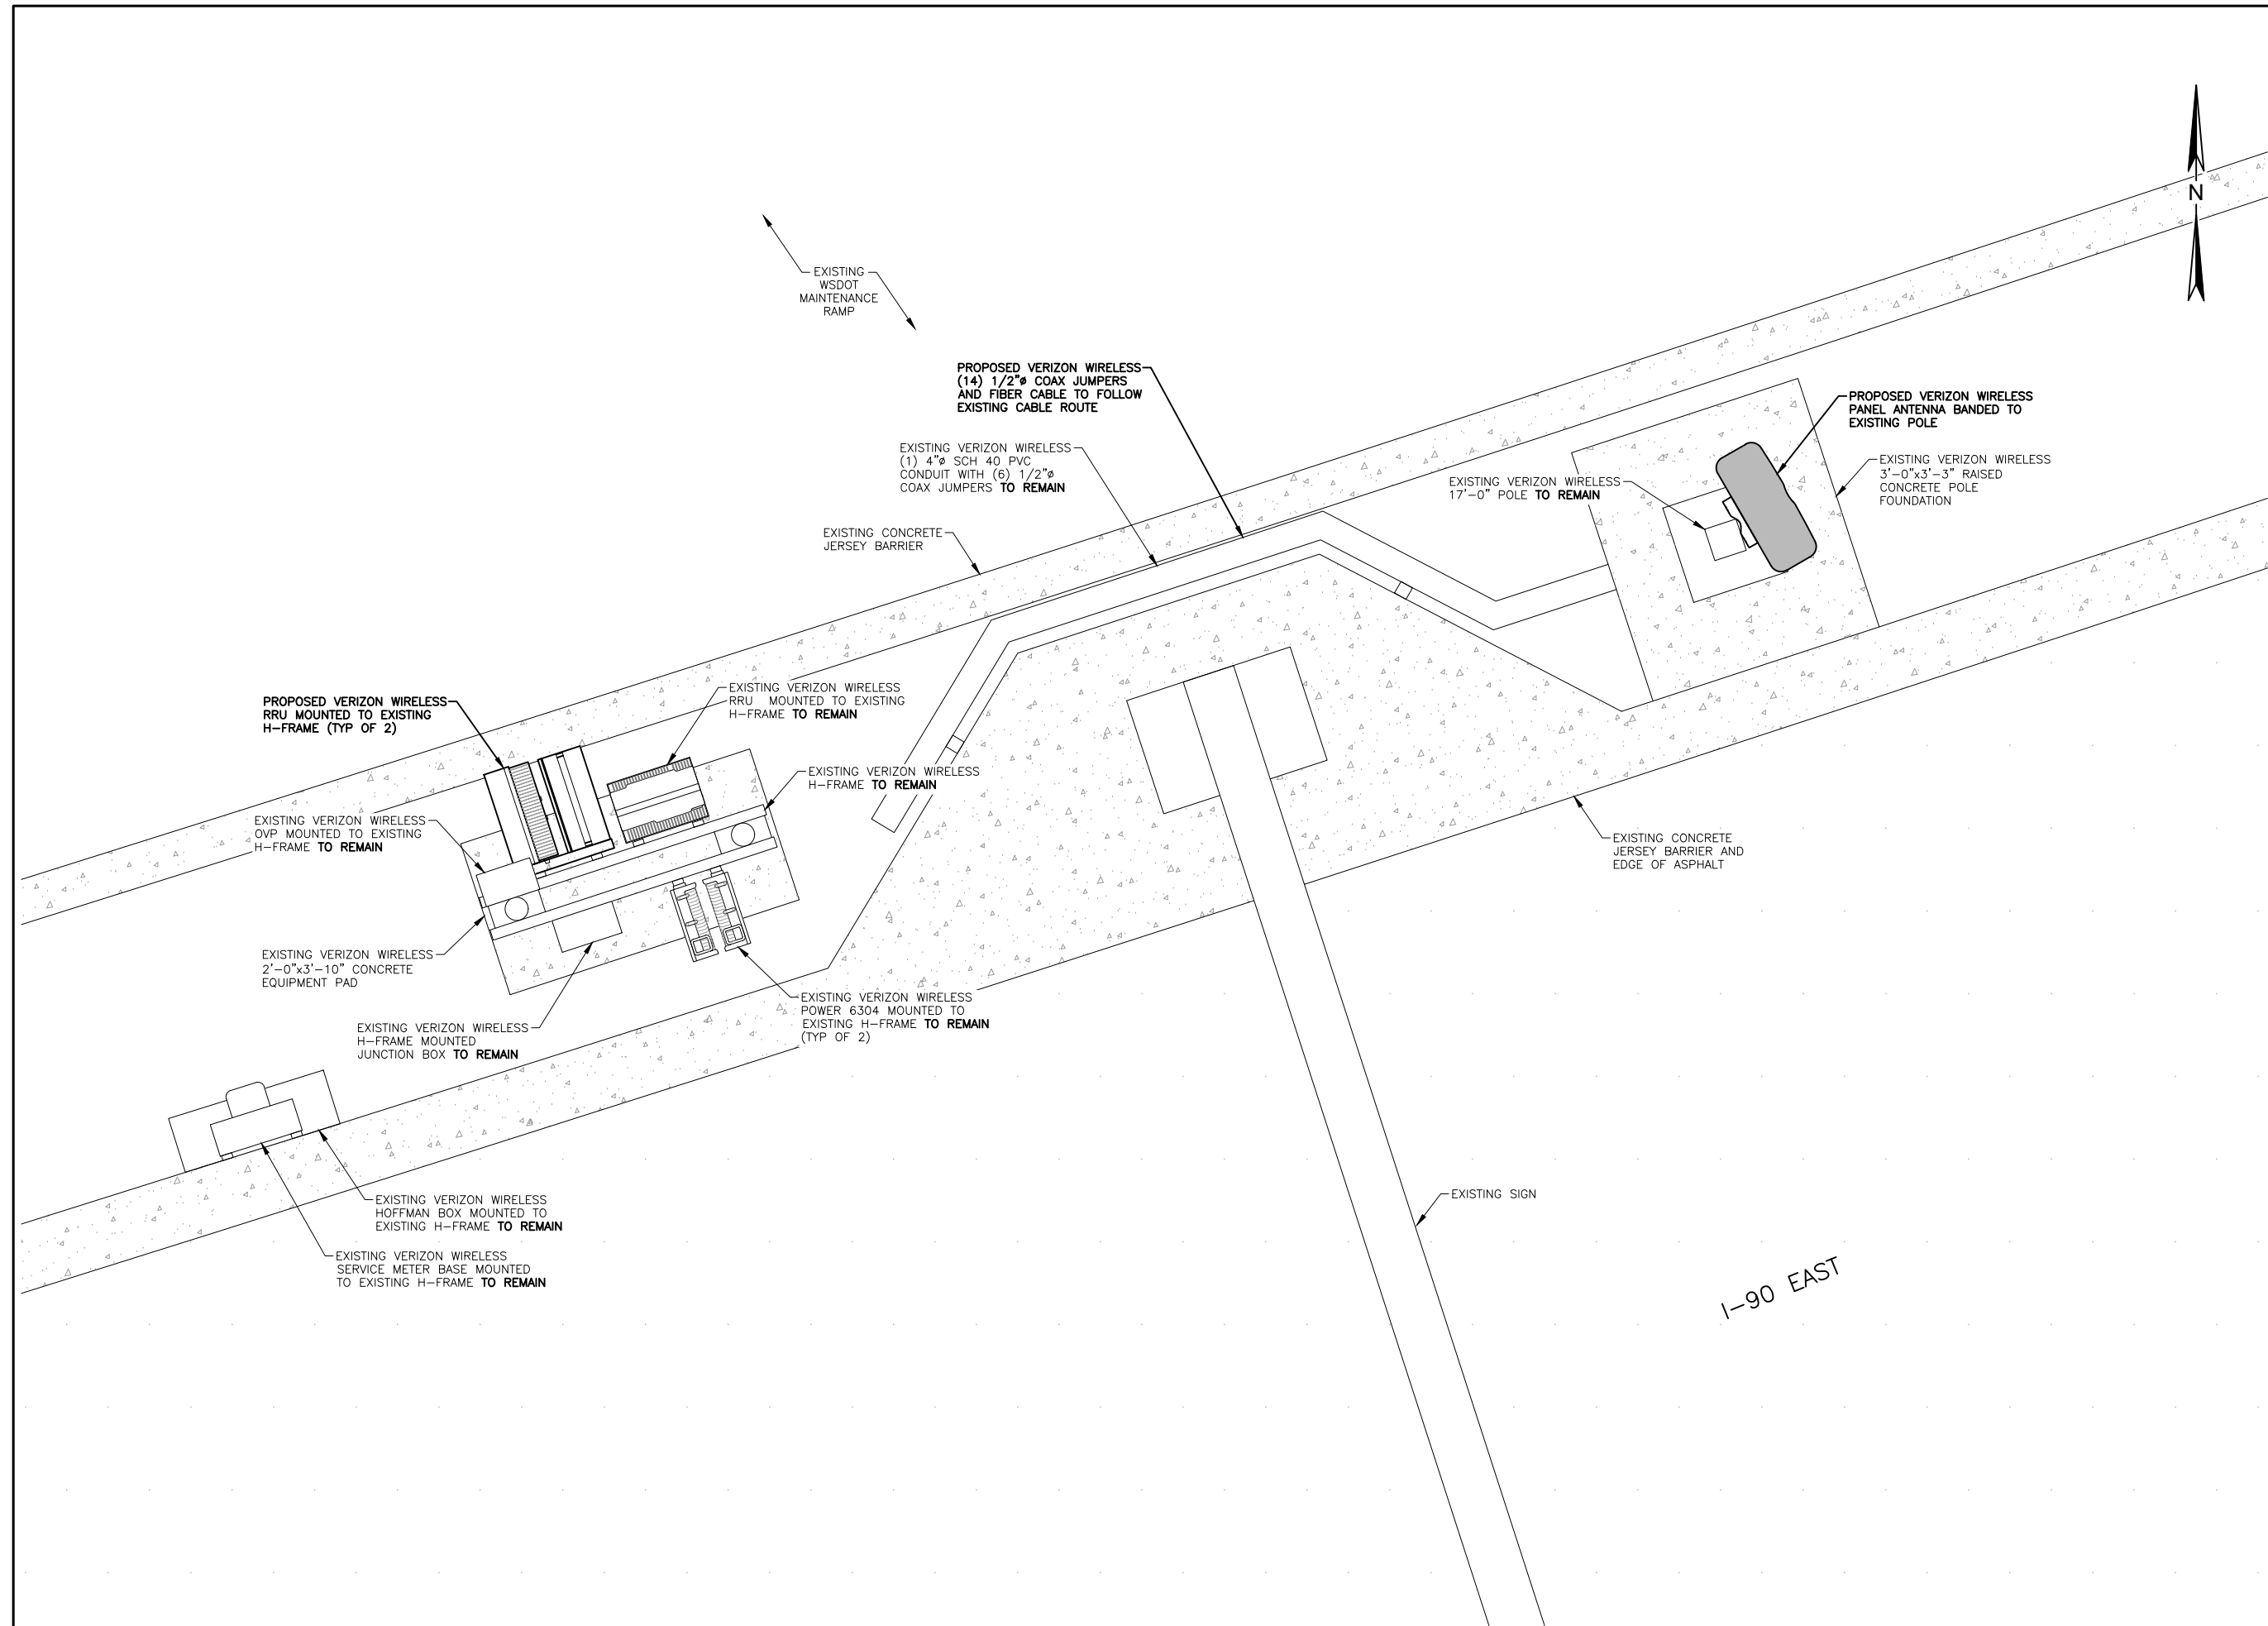 N
EXISTING
WSDOT
MAINTENANCE
RAMP
PROPOSED VERIZON WIRELESS
(14) 1/2"ø COAX JUMPERS
AND FIBER CABLE TO FOLLOW
EXISTING CABLE ROUTE
PROPOSED VERIZON WIRELESS
PANEL ANTENNA BANDED TO
EXISTING POLE
EXISTING VERIZON WIRELESS
(1) 4"ø SCH 40 PVC
CONDUIT WITH (6) 1/2"ø
COAX JUMPERS TO REMAIN
EXISTING VERIZON WIRELESS
17'-0" POLE TO REMAIN
EXISTING VERIZON WIRELESS
3'-0"x3'-3" RAISED
CONCRETE POLE
FOUNDATION
EXISTING CONCRETE
JERSEY BARRIER
PROPOSED VERIZON WIRELESS
RRU MOUNTED TO EXISTING
H-FRAME (TYP OF 2)
EXISTING VERIZON WIRELESS
RRU MOUNTED TO EXISTING
H-FRAME TO REMAIN
EXISTING VERIZON WIRELESS
H-FRAME TO REMAIN
EXISTING VERIZON WIRELESS
OVP MOUNTED TO EXISTING
H-FRAME TO REMAIN
EXISTING CONCRETE
JERSEY BARRIER AND
EDGE OF ASPHALT
EXISTING VERIZON WIRELESS
2'-0"x3'-10" CONCRETE
EQUIPMENT PAD
EXISTING VERIZON WIRELESS
POWER 6304 MOUNTED TO
EXISTING H-FRAME TO REMAIN
(TYP OF 2)
EXISTING VERIZON WIRELESS
H-FRAME MOUNTED
JUNCTION BOX TO REMAIN
EXISTING VERIZON WIRELESS
HOFFMAN BOX MOUNTED TO
EXISTING H-FRAME TO REMAIN
EXISTING VERIZON WIRELESS
SERVICE METER BASE MOUNTED
TO EXISTING H-FRAME TO REMAIN
EXISTING SIGN
I-90 EAST